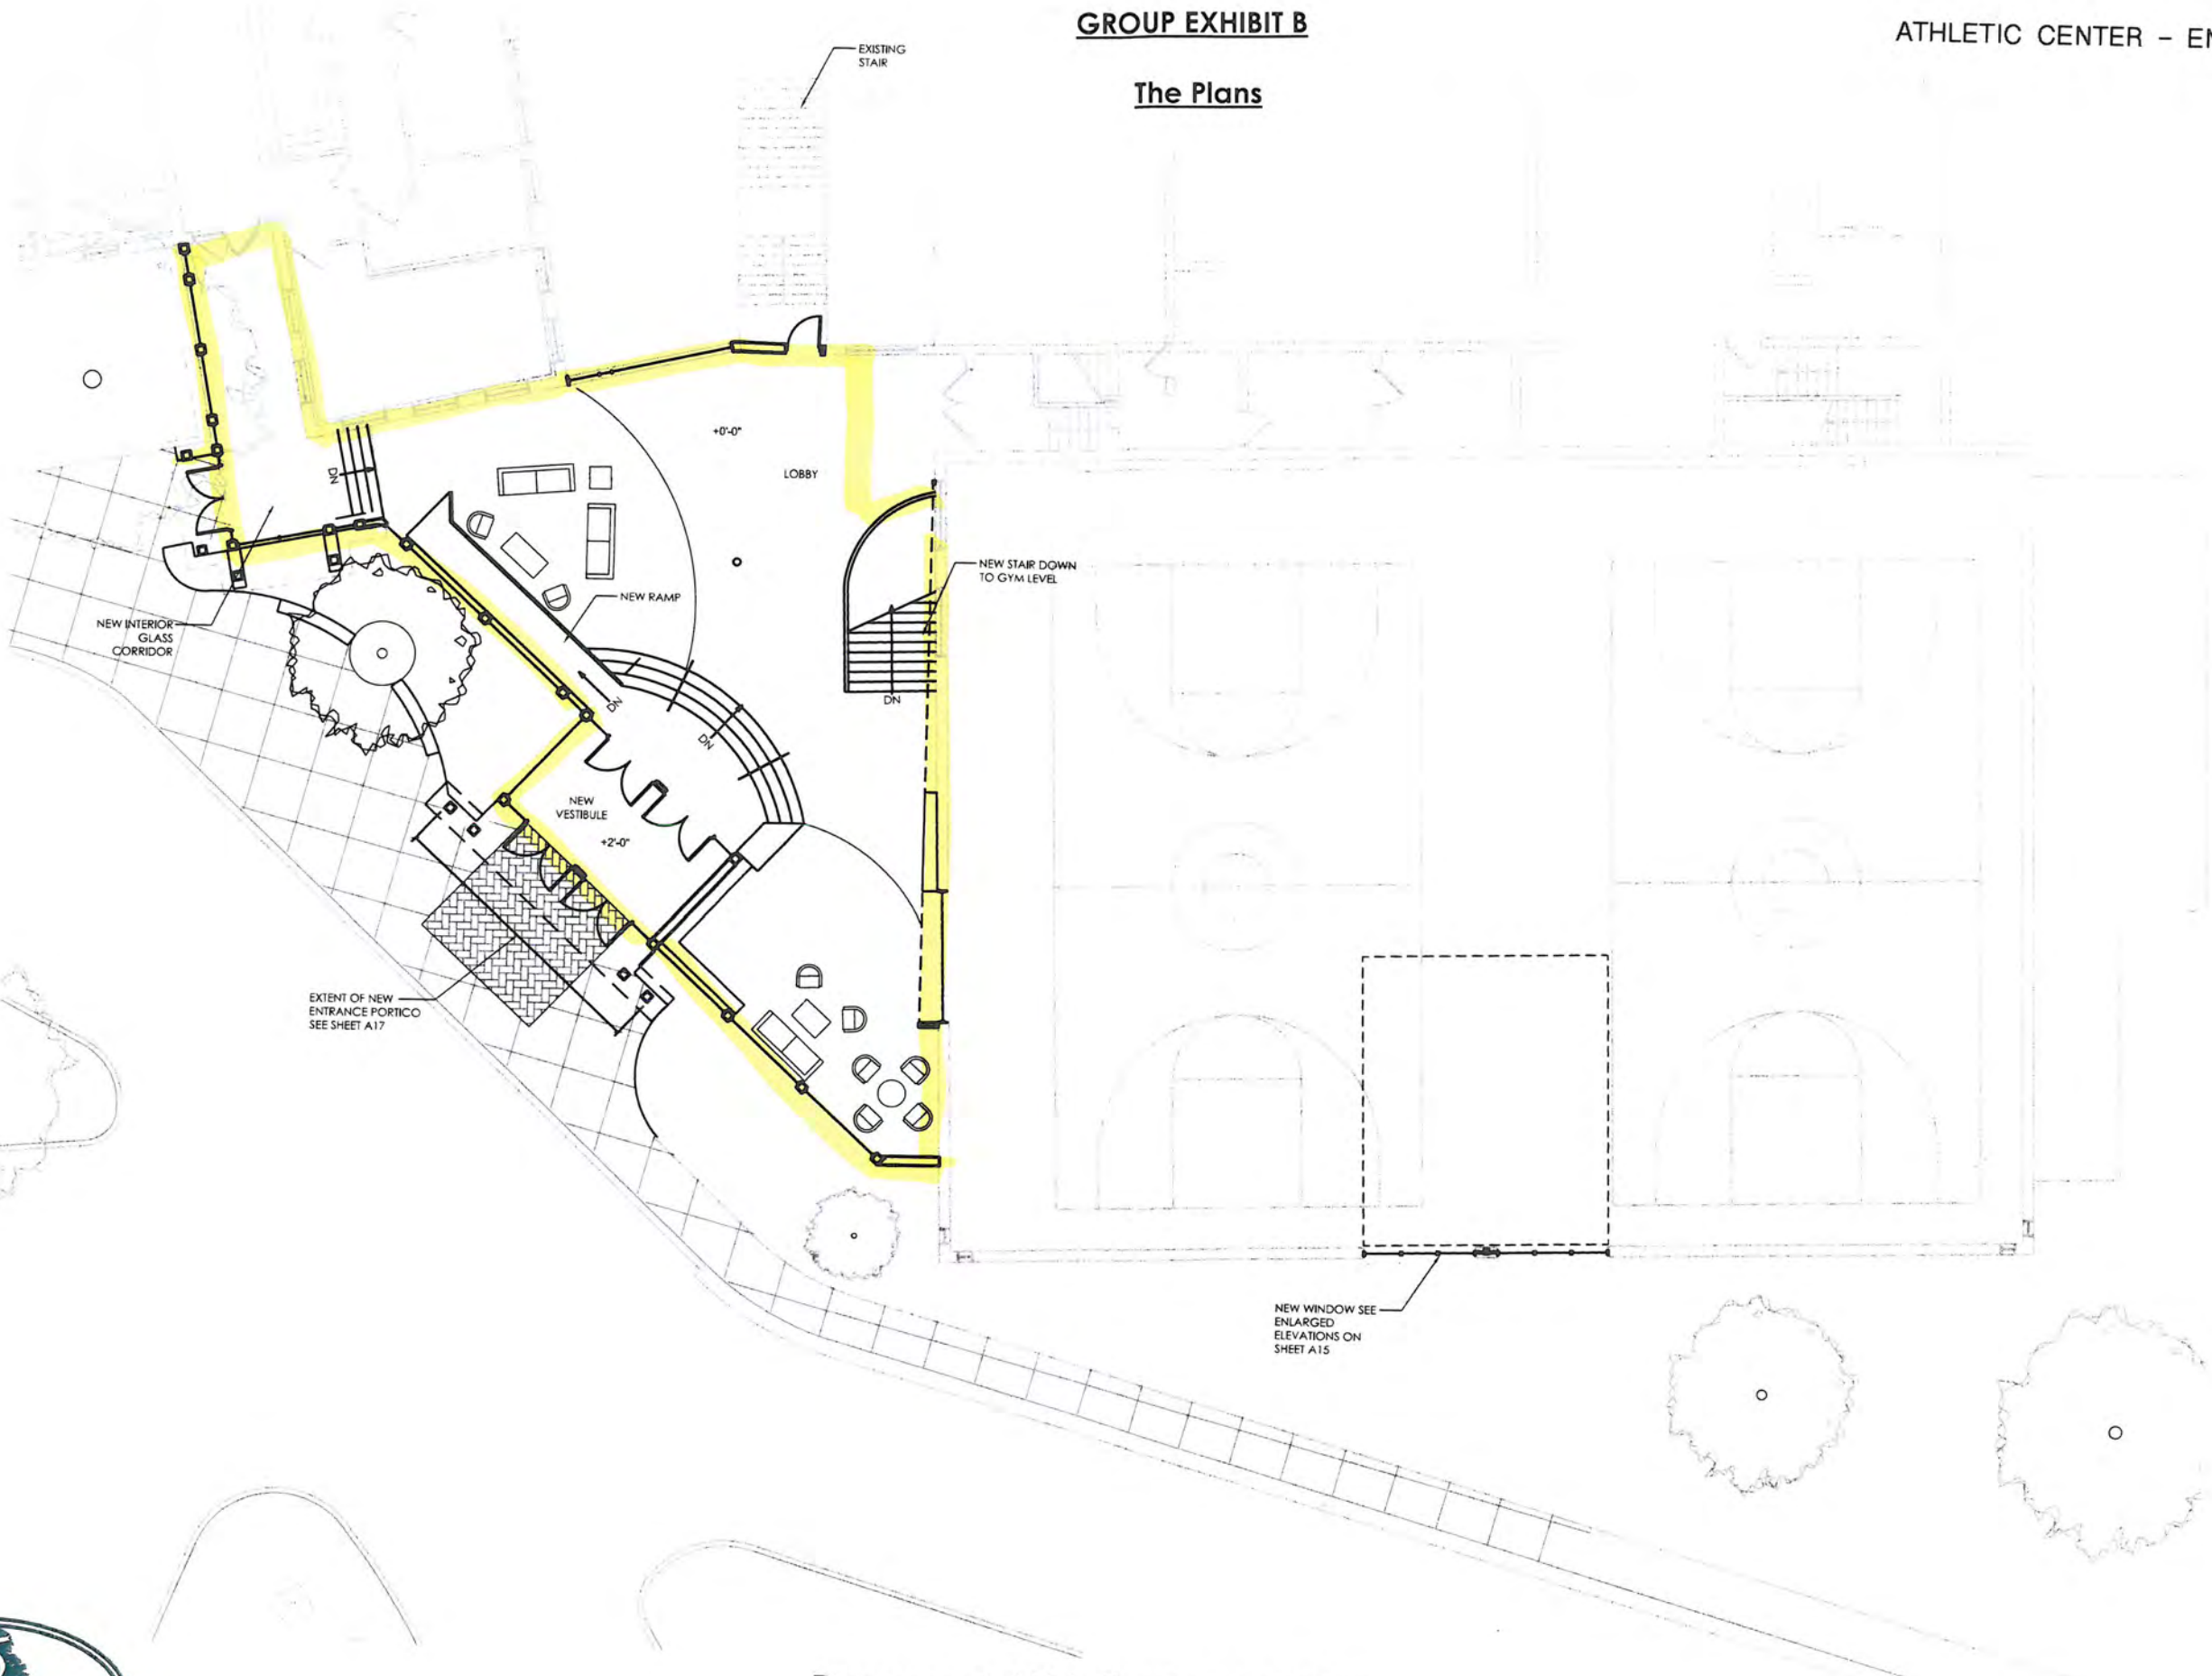 GROUP EXHIBIT B
ATHLETIC CENTER -
The Plans
EXISTING
STAIR
+0'-0"
LOBBY
DN
NEW STAIR DOWN
TO GYM LEVEL
NEW RAMP
NEW INTERIOR
GLASS
CORRIDOR
DN
DN
DN
NEW
VESTIBULE
+2'-0"
EXTENT OF NEW
ENTRANCE PORTICO
SEE SHEET A17
NEW WINDOW SEE
ENLARGED
ELEVATIONS ON
SHEET A15